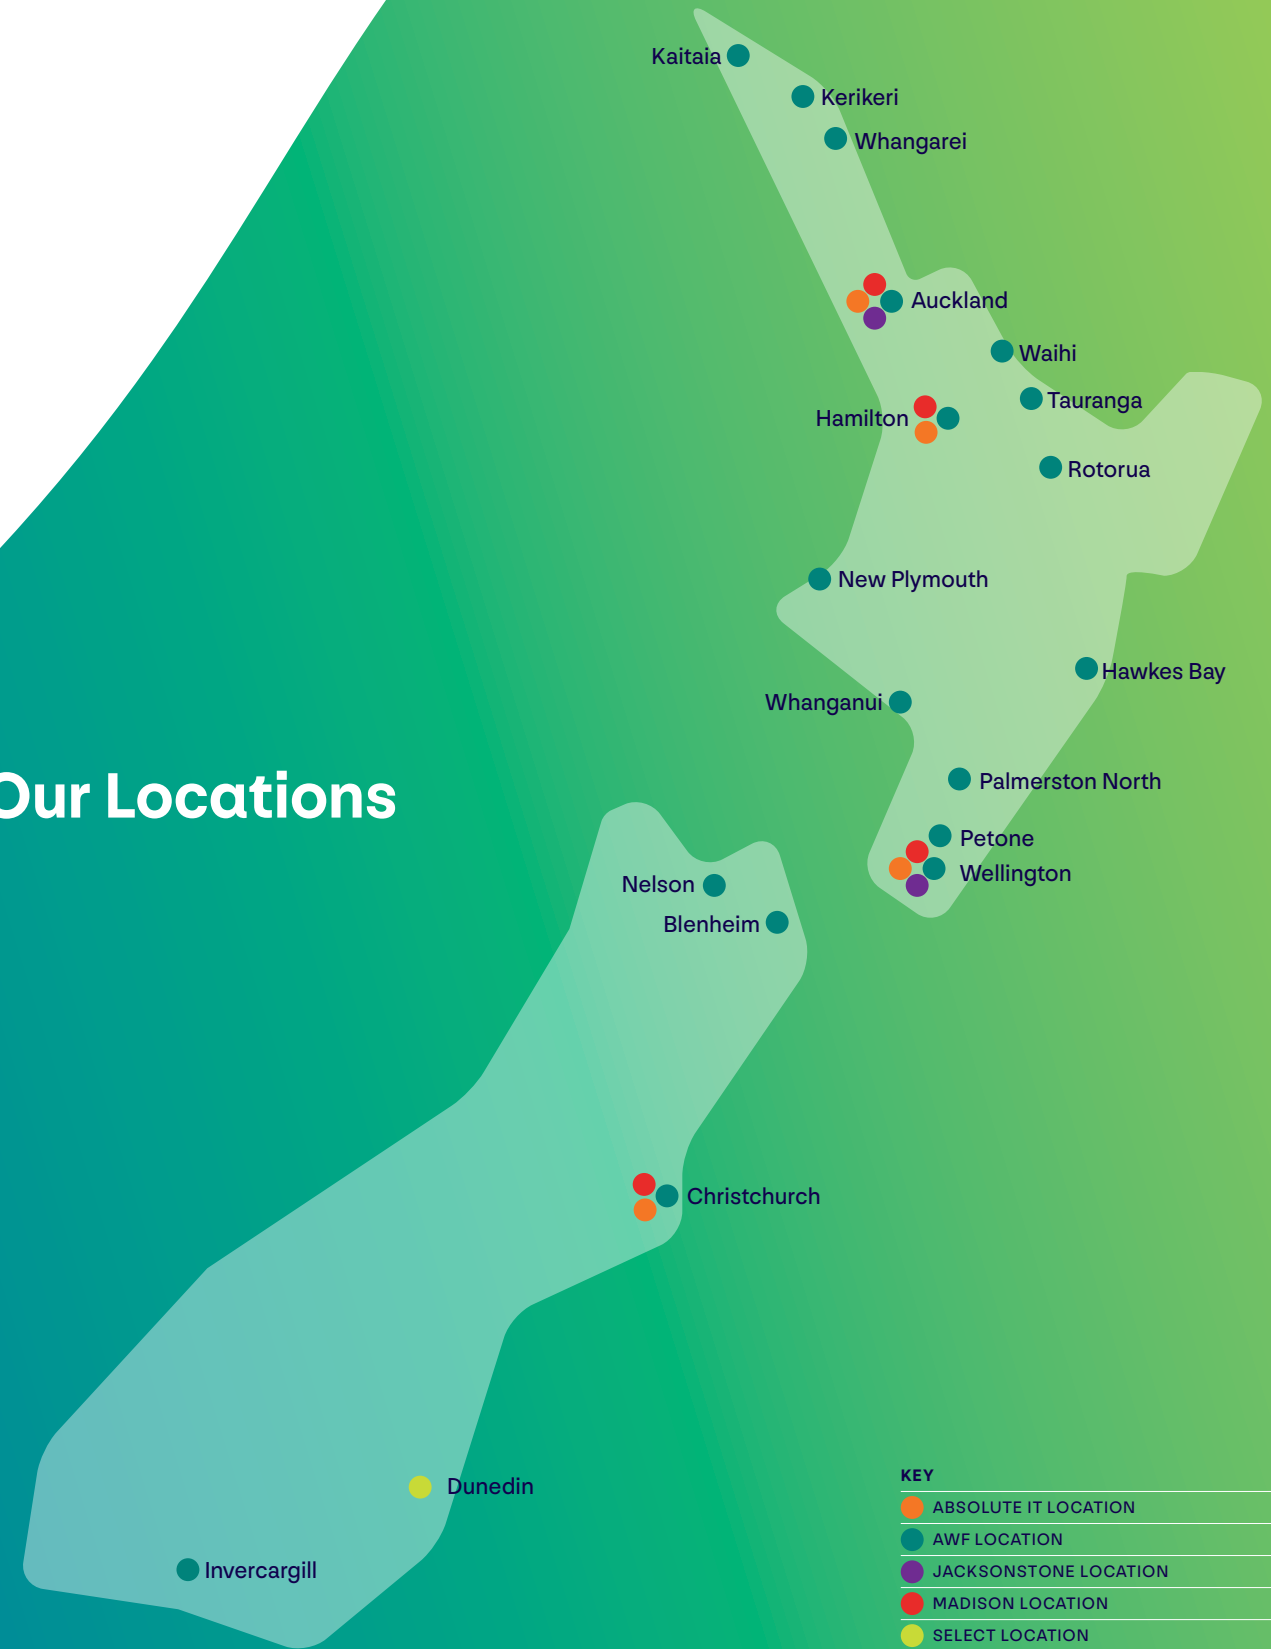 Kaitaia
Kerikeri
Whangarei
Auckland
Waihi
Tauranga
Hamilton
Rotorua
New Plymouth
Hawkes Bay
Whanganui
Our Locations
Palmerston North
Petone
Wellington
Nelson
Blenheim
Christchurch
Dunedin
Invercargill
KEY
ABSOLUTE IT LOCATION
AWF LOCATION
JACKSONSTONE LOCATION
MADISON LOCATION
SELECT LOCATION